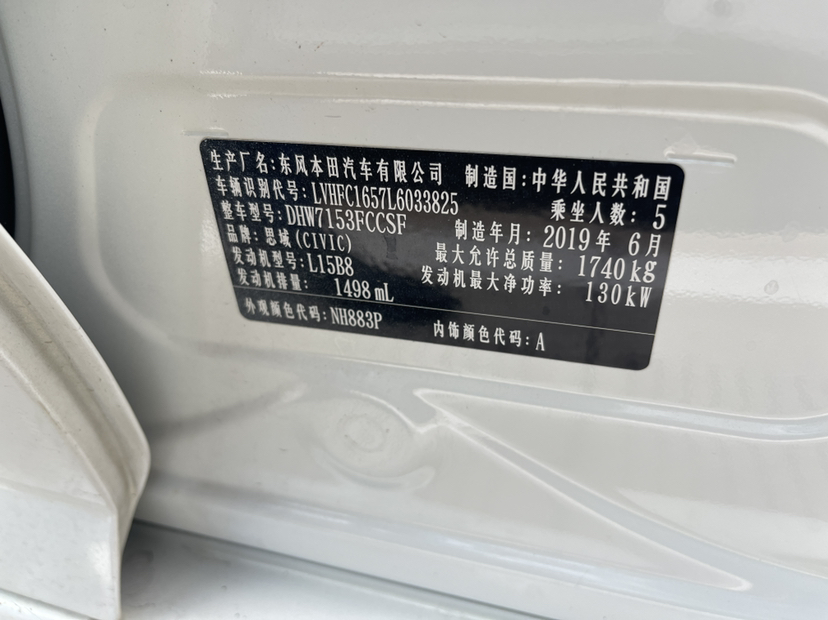 生产厂名：东风本田汽车有限公司 制造国：中华人民共和国
车辆识别代号：LVHFC1657L6033825 乘坐人数：5
整车型号：DHW7153FCCSF 制造年月：2019年 6月
品牌：思域(CIVIC) 最大允许总质量：1740kg
发动机型号：L15B8 发动机最大净功率：130kW
发动机排量：1498mL
外观颜色代码：NH883P 内饰颜色代码：A